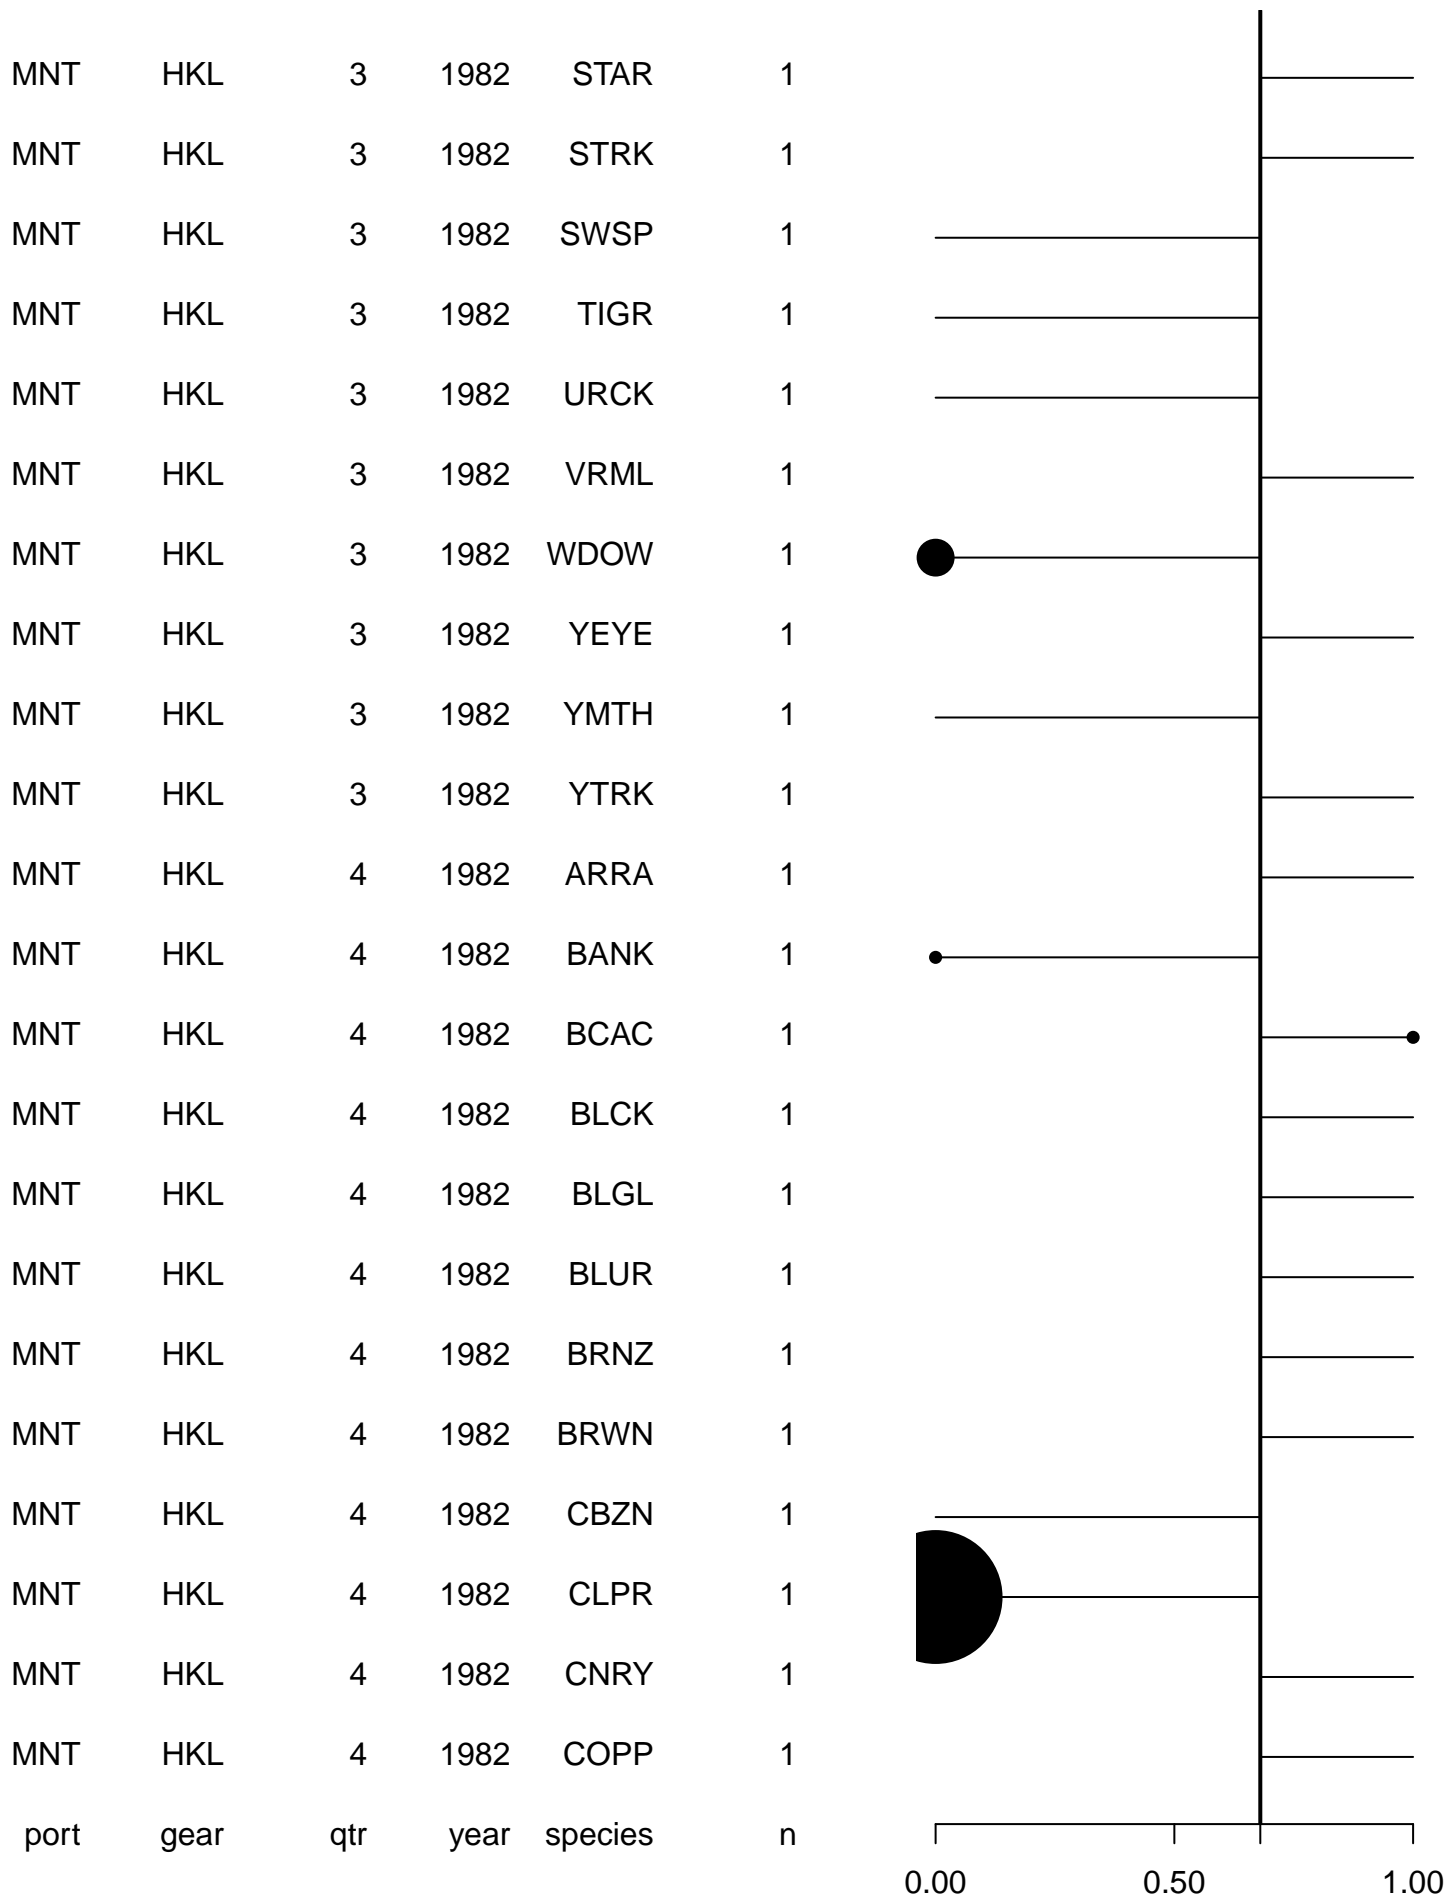 MNT HKL 3 1982 STAR 1
MNT HKL 3 1982 STRK 1
MNT HKL 3 1982 SWSP 1
MNT HKL 3 1982 TIGR 1
MNT HKL 3 1982 URCK 1
MNT HKL 3 1982 VRML 1
MNT HKL 3 1982 WDOW 1
MNT HKL 3 1982 YEYE 1
MNT HKL 3 1982 YMTH 1
MNT HKL 3 1982 YTRK 1
MNT HKL 4 1982 ARRA 1
MNT HKL 4 1982 BANK 1
MNT HKL 4 1982 BCAC 1
MNT HKL 4 1982 BLCK 1
MNT HKL 4 1982 BLGL 1
MNT HKL 4 1982 BLUR 1
MNT HKL 4 1982 BRNZ 1
MNT HKL 4 1982 BRWN 1
MNT HKL 4 1982 CBZN 1
MNT HKL 4 1982 CLPR 1
MNT HKL 4 1982 CNRY 1
MNT HKL 4 1982 COPP 1
port gear qtr year species n
0.00 0.50 1.00